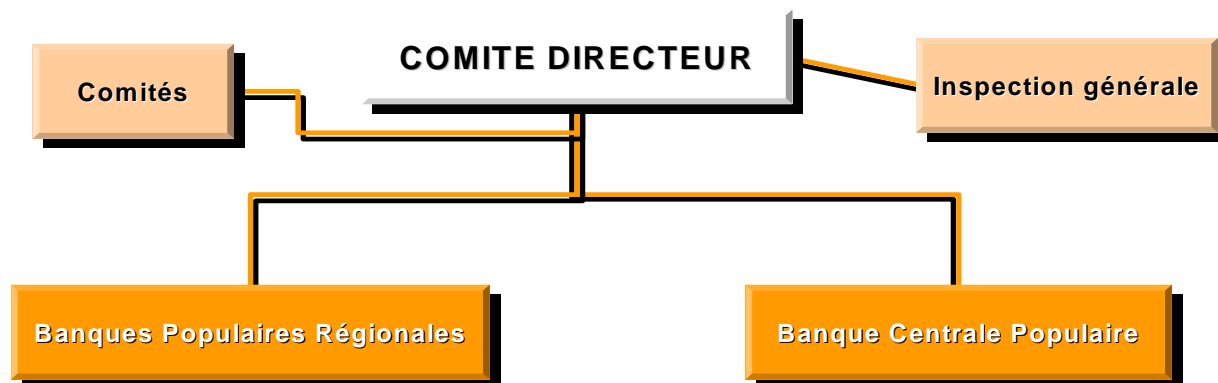 COMITE DIRECTEUR
Comités
Inspection générale
Banques Populaires Régionales
Banque Centrale Populaire